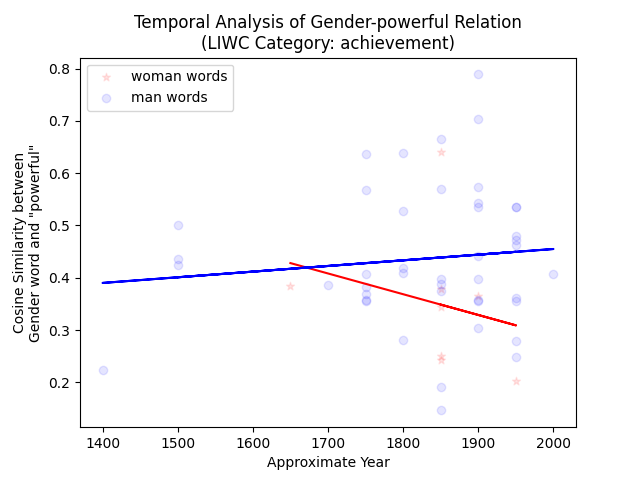 Temporal Analysis of Gender-powerful Relation
(LIWC Category: achievement)
woman words
man words
0.8
0.7
0.6
0.5
0.4
0.3
0.2
Cosine Similarity between
Gender word and "powerful"
1400 1500 1600 1700 1800 1900 2000
Approximate Year